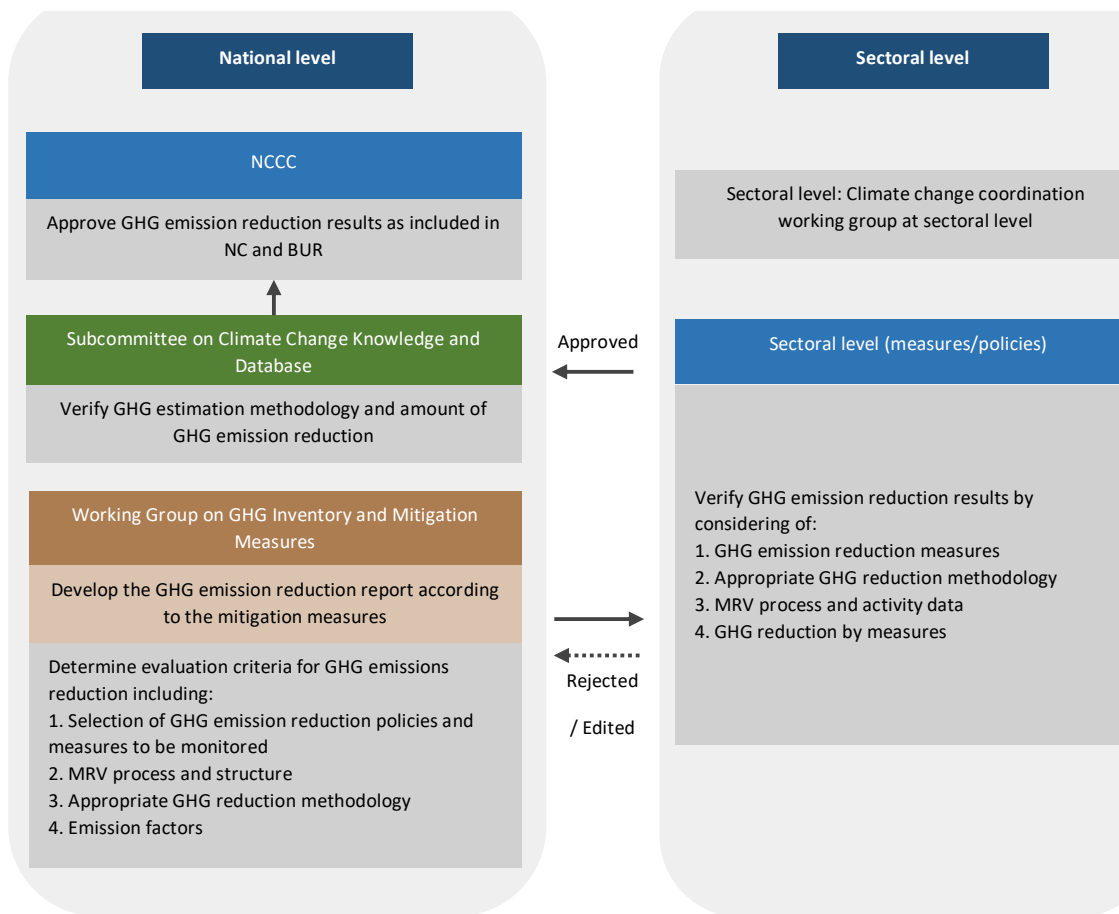 National level
NCCC
Approve GHG emission reduction results as included in
NC and BUR
Subcommittee on Climate Change Knowledge and
Database
Verify GHG estimation methodology and amount of
GHG emission reduction
Working Group on GHG Inventory and Mitigation
Measures
Develop the GHG emission reduction report according
to the mitigation measures
Determine evaluation criteria for GHG emissions
reduction including:
1. Selection of GHG emission reduction policies and
measures to be monitored
2. MRV process and structure
3. Appropriate GHG reduction methodology
4. Emission factors
Approved
Rejected
/ Edited
Sectoral level
Sectoral level: Climate change coordination
working group at sectoral level
Sectoral level (measures/policies)
Verify GHG emission reduction results by
considering of:
1. GHG emission reduction measures
2. Appropriate GHG reduction methodology
3. MRV process and activity data
4. GHG reduction by measures